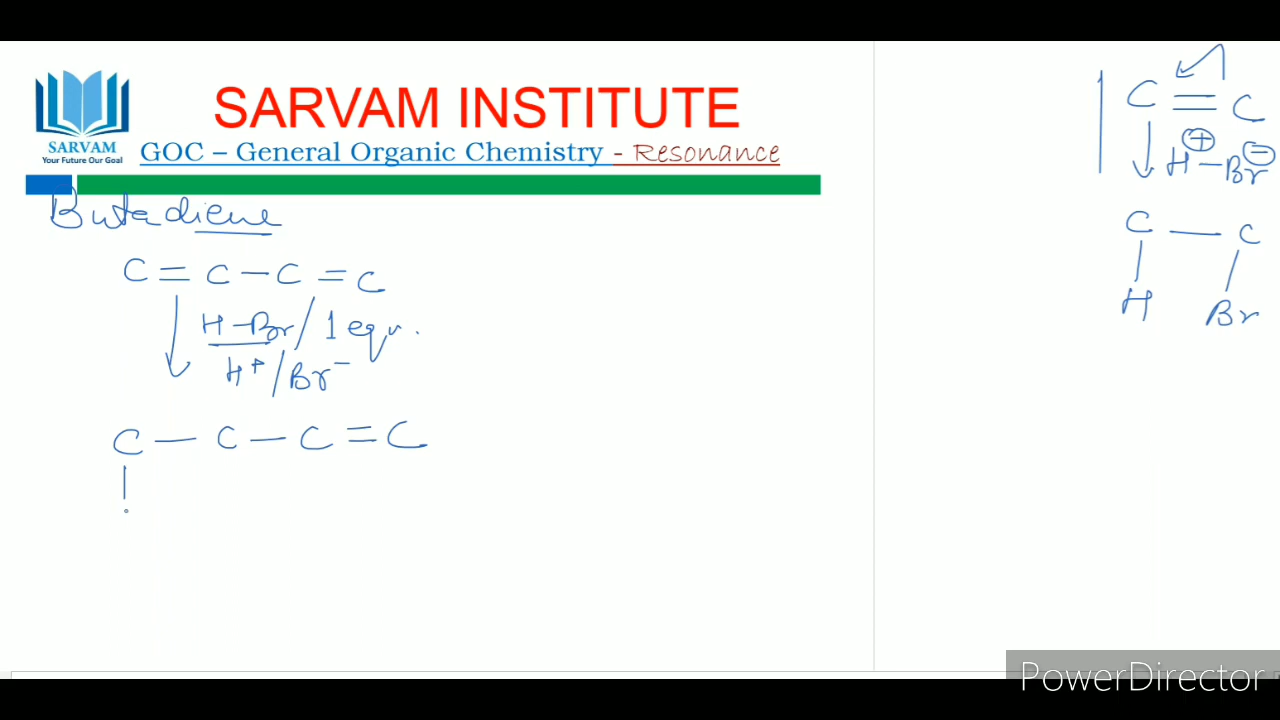 SARVAM INSTITUTE
SARVAM
Your Future Our Goal
GOC – General Organic Chemistry - Resonance
Butadiene
C = C – C = C
H – Br / 1 equ.
H+ / Br–
C – C – C = C
C = C
H – Br
+ –
C – C
H Br
PowerDirector